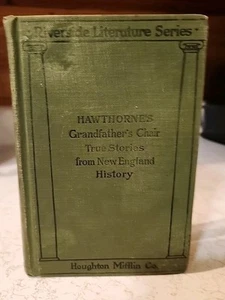 Riverside Literature Series
HAWTHORNE'S
Grandfather's Chair
True Stories
from New England
History
Houghton Mifflin Co.